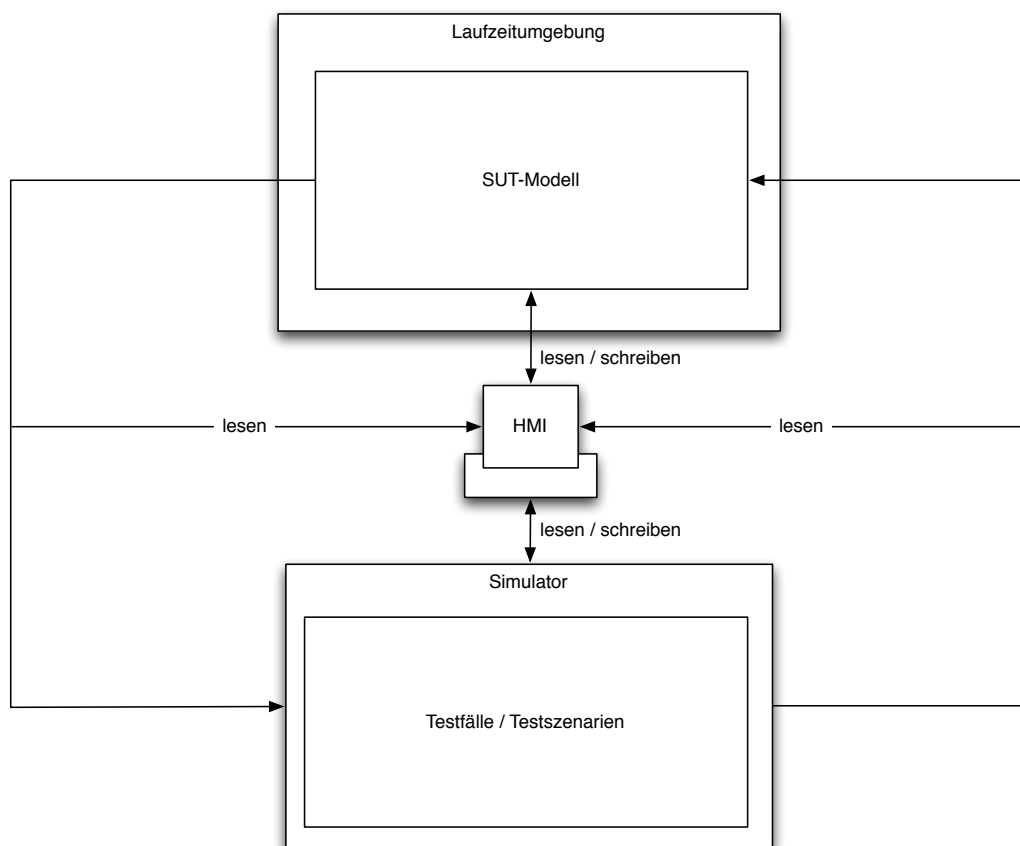 Laufzeitumgebung
SUT-Modell
lesen / schreiben
lesen
HMI
lesen
lesen / schreiben
Simulator
Testfälle / Testszenarien